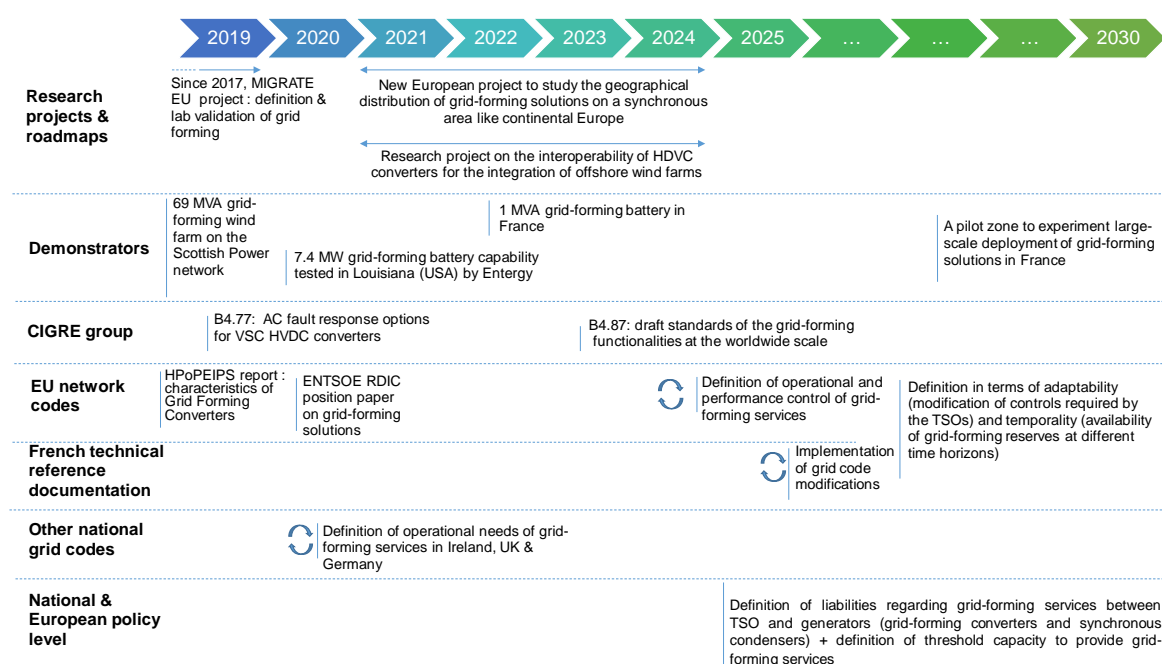 2019 2020 2021 2022 2023 2024 2025 ... ... ... 2030
Research
projects &
roadmaps
Since 2017, MIGRATE
EU project : definition &
lab validation of grid
forming
New European project to study the geographical
distribution of grid-forming solutions on a synchronous
area like continental Europe
Research project on the interoperability of HDVC
converters for the integration of offshore wind farms
Demonstrators
69 MVA grid-
forming wind
farm on the
Scottish Power
network
7.4 MW grid-forming battery capability
tested in Louisiana (USA) by Entergy
1 MVA grid-forming battery in
France
A pilot zone to experiment large-
scale deployment of grid-forming
solutions in France
CIGRE group
B4.77: AC fault response options
for VSC HVDC converters
B4.87: draft standards of the grid-forming
functionalities at the worldwide scale
EU network
codes
HPoPEIPS report :
characteristics of
Grid Forming
Converters
ENTSOE RDIC
position paper
on grid-forming
solutions
Definition of operational and
performance control of grid-
forming services
Definition in terms of adaptability
(modification of controls required by
the TSOs) and temporality (availability
of grid-forming reserves at different
time horizons)
French technical
reference
documentation
Implementation
of grid code
modifications
Other national
grid codes
Definition of operational needs of grid-
forming services in Ireland, UK &
Germany
National &
European policy
level
Definition of liabilities regarding grid-forming services between
TSO and generators (grid-forming converters and synchronous
condensers) + definition of threshold capacity to provide grid-
forming services